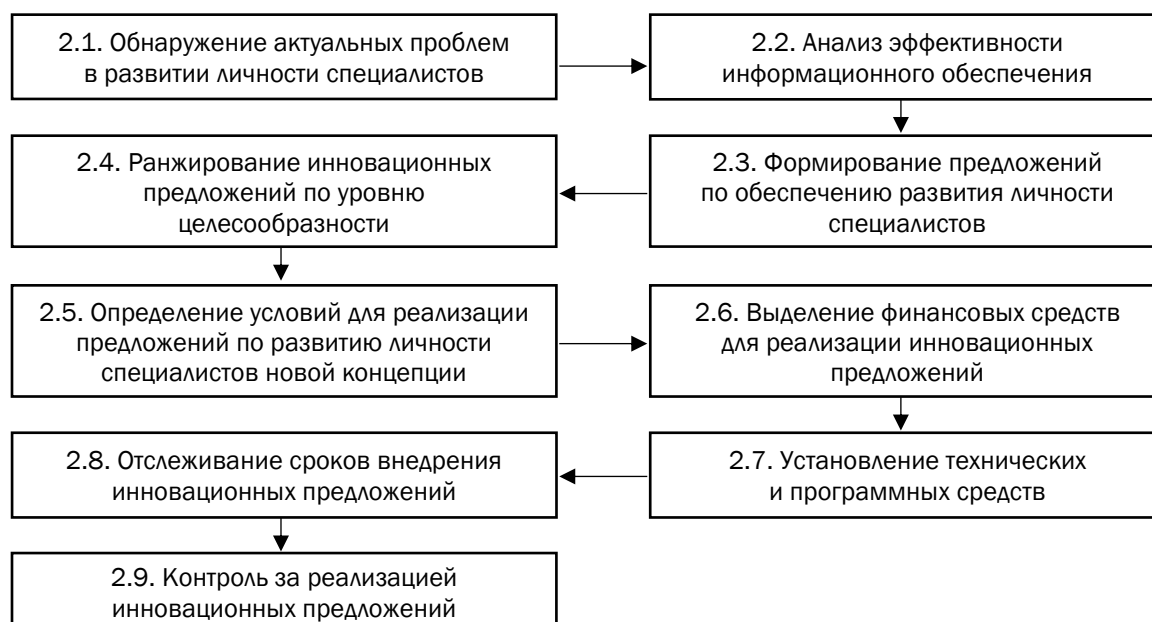 2.1. Обнаружение актуальных проблем
в развитии личности специалистов
2.2. Анализ эффективности
информационного обеспечения
2.3. Формирование предложений
по обеспечению развития личности
специалистов
2.4. Ранжирование инновационных
предложений по уровню
целесообразности
2.5. Определение условий для реализации
предложений по развитию личности
специалистов новой концепции
2.6. Выделение финансовых средств
для реализации инновационных
предложений
2.7. Установление технических
и программных средств
2.8. Отслеживание сроков внедрения
инновационных предложений
2.9. Контроль за реализацией
инновационных предложений